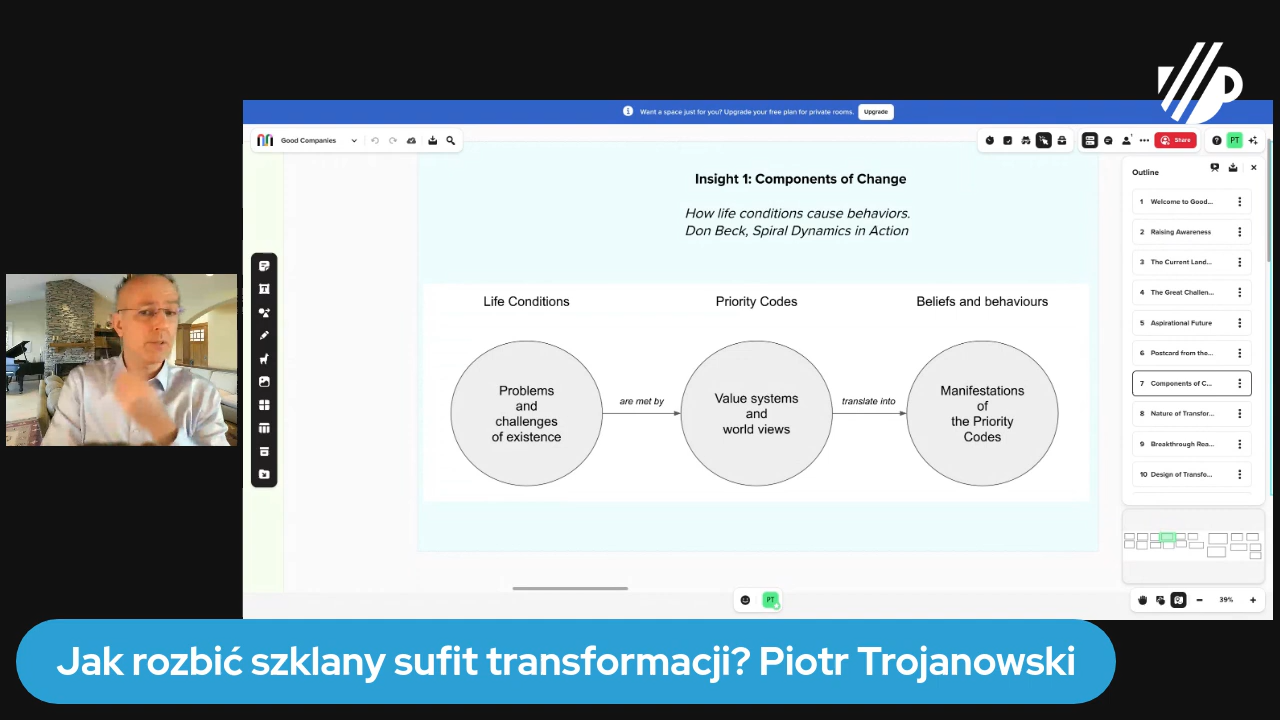 Want a space just for you? Upgrade your free plan for private rooms.
Upgrade
Good Companies
Share
PT
Insight 1: Components of Change
How life conditions cause behaviors.
Don Beck, Spiral Dynamics in Action
Life Conditions
Priority Codes
Beliefs and behaviours
Problems
and
challenges
of existence
are met by
Value systems
and
world views
translate into
Manifestations
of
the Priority
Codes
Outline
1 Welcome to Good...
2 Raising Awareness
3 The Current Land...
4 The Great Challen...
5 Aspirational Future
6 Postcard from the...
7 Components of C...
8 Nature of Transfor...
9 Breakthrough Rea...
10 Design of Transfo...
PT
39%
Jak rozbić szklany sufit transformacji? Piotr Trojanowski